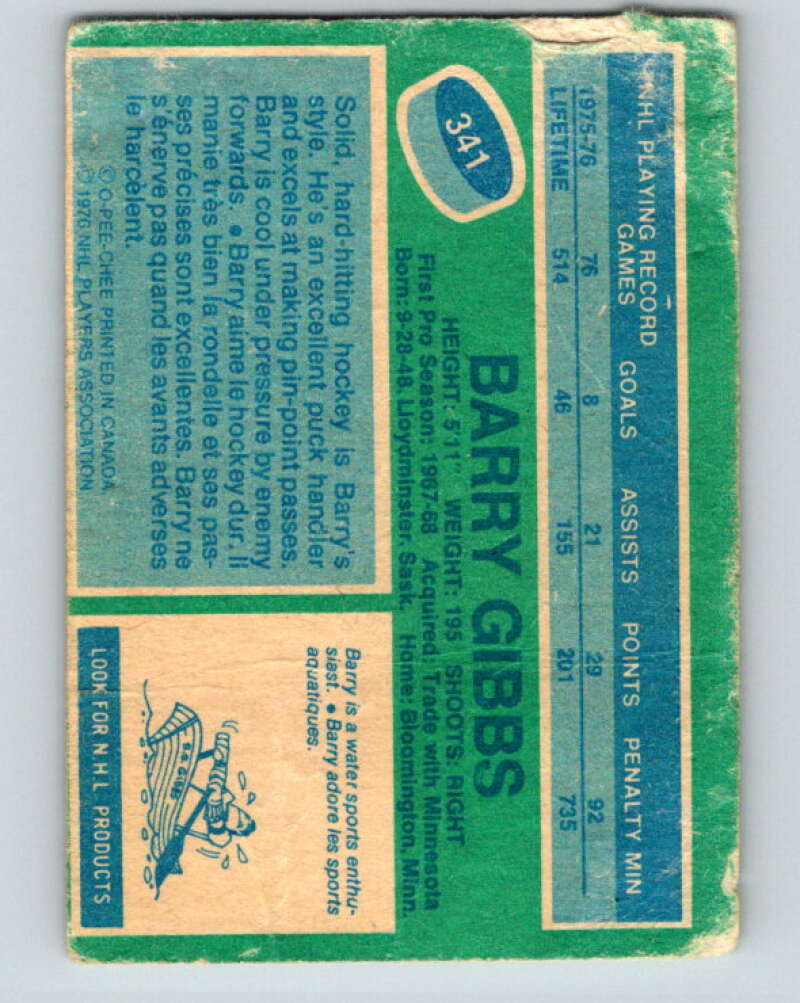 NHL PLAYING RECORD
GAMES GOALS ASSISTS POINTS PENALTY MIN
1975-76 76 8 21 29 92
LIFETIME 514 46 155 201 735
341
BARRY GIBBS
HEIGHT: 5'11" WEIGHT: 195 SHOOTS: RIGHT
First Pro Season: 1967-68 Acquired: Trade with Minnesota
Born: 9-28-48, Lloydminster, Sask. Home: Bloomington, Minn.
Solid, hard-hitting hockey is Barry's
style. He's an excellent puck handler
and excels at making pin-point passes.
Barry is cool under pressure by enemy
forwards. • Barry aime le hockey dur. Il
manie très bien la rondelle et ses pas-
ses précises sont excellentes. Barry ne
s'énerve pas quand les avants adverses
le harcèlent.
© O-PEE-CHEE PRINTED IN CANADA
© 1976 NHL PLAYERS ASSOCIATION
Barry is a water sports enthu-
siast. • Barry adore les sports
aquatiques.
S.S. GIBBS
LOOK FOR N.H.L PRODUCTS